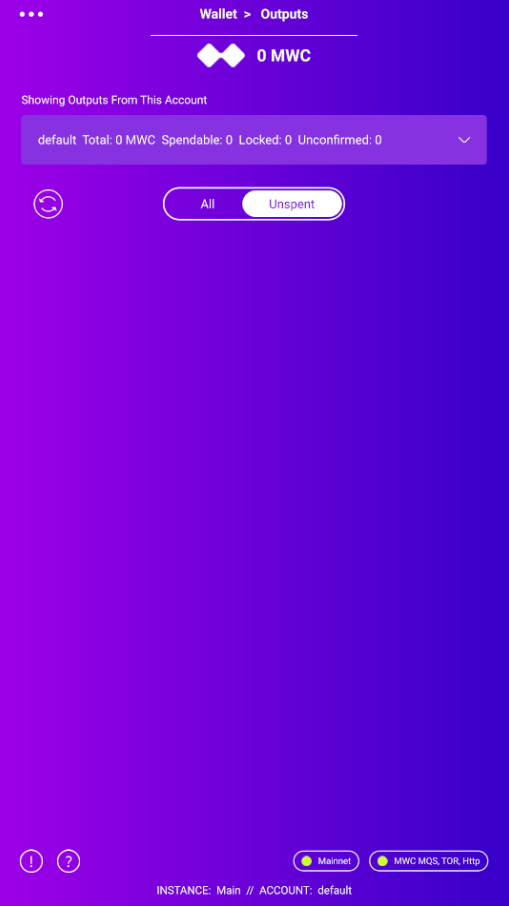 Wallet > Outputs
0 MWC
Showing Outputs From This Account
default Total: 0 MWC Spendable: 0 Locked: 0 Unconfirmed: 0
All Unspent
! ? Mainnet MWC MQS, TOR, Http
INSTANCE: Main // ACCOUNT: default